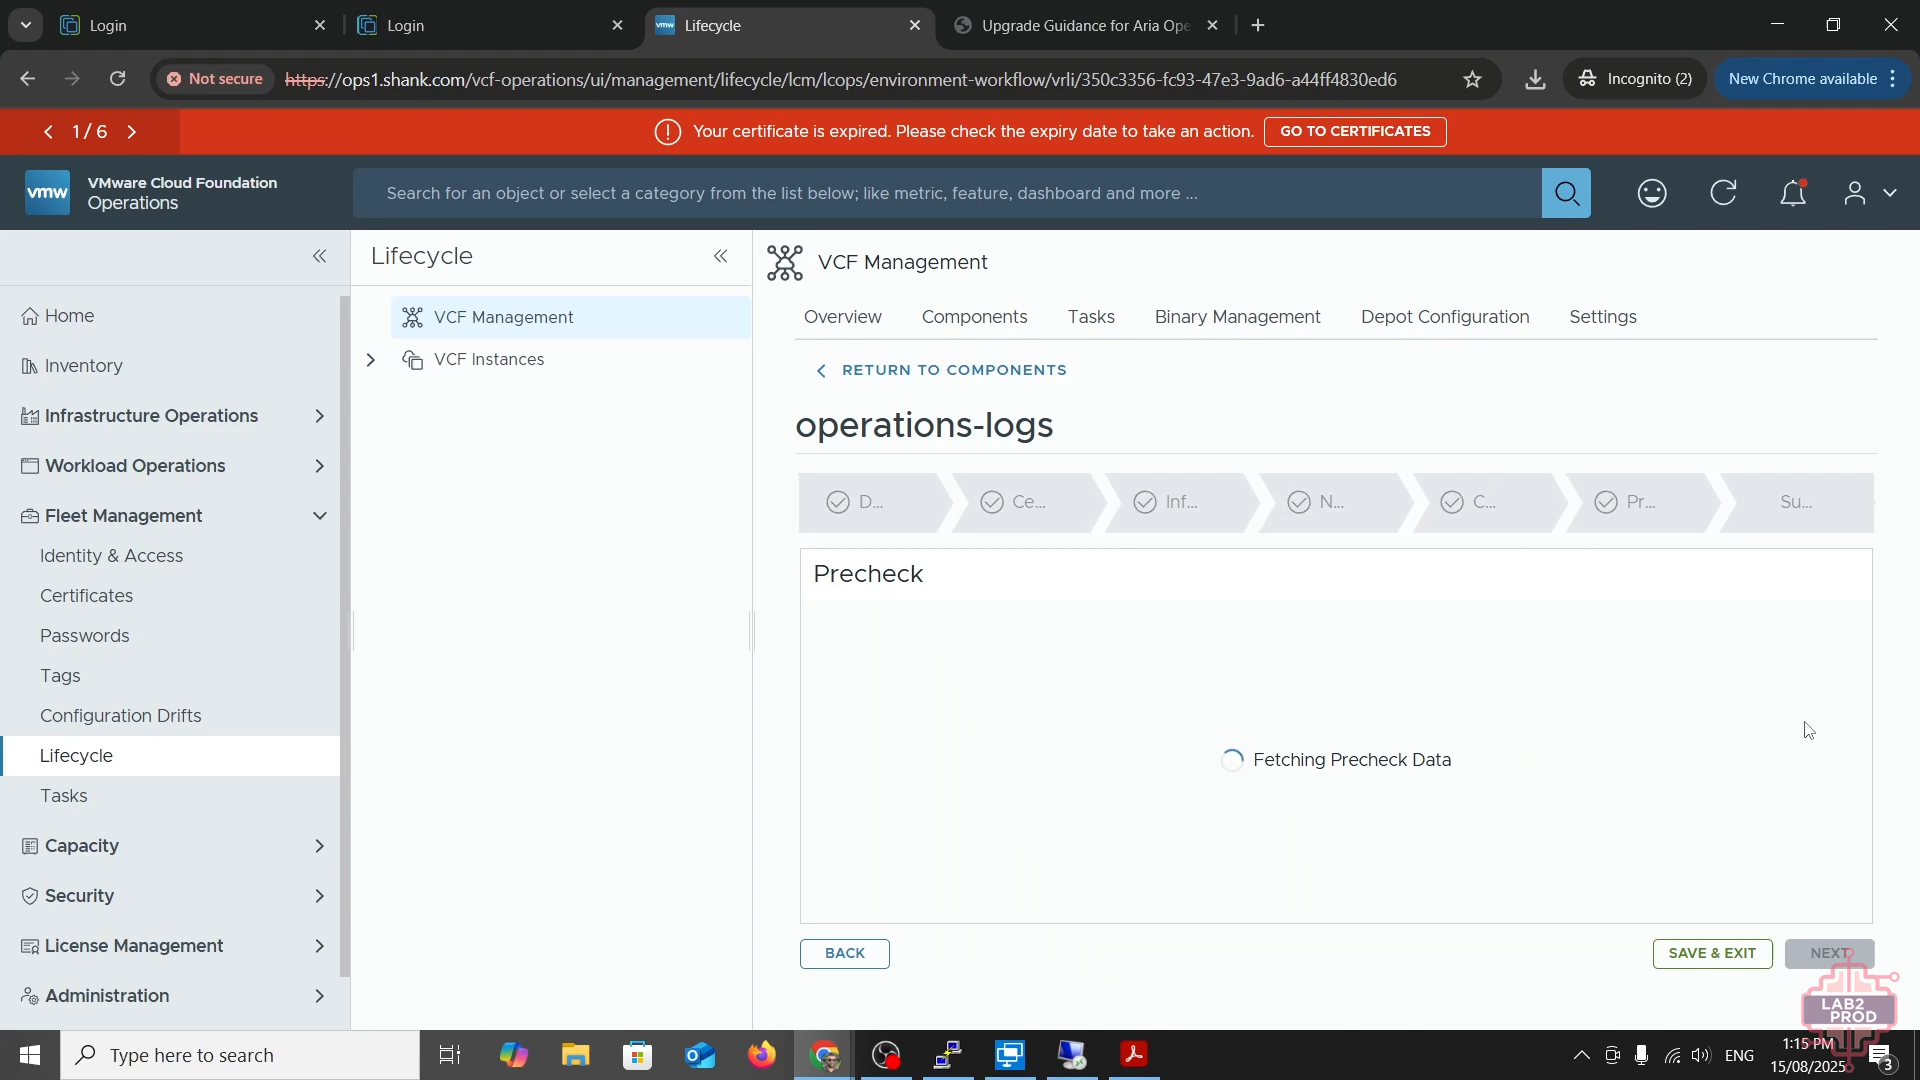 Login
Login
Lifecycle
Upgrade Guidance for Aria Ope
Not secure
https://ops1.shank.com/vcf-operations/ui/management/lifecycle/lcm/lcops/environment-workflow/vrli/350c3356-fc93-47e3-9ad6-a44ff4830ed6
Incognito (2)
New Chrome available
1 / 6
Your certificate is expired. Please check the expiry date to take an action.
GO TO CERTIFICATES
vmw
VMware Cloud Foundation
Operations
Search for an object or select a category from the list below; like metric, feature, dashboard and more ...
Home
Inventory
Infrastructure Operations
Workload Operations
Fleet Management
Identity & Access
Certificates
Passwords
Tags
Configuration Drifts
Lifecycle
Tasks
Capacity
Security
License Management
Administration
Lifecycle
VCF Management
VCF Instances
VCF Management
Overview
Components
Tasks
Binary Management
Depot Configuration
Settings
RETURN TO COMPONENTS
operations-logs
D...
Ce...
Inf...
N...
C...
Pr...
Su...
Precheck
Fetching Precheck Data
BACK
SAVE & EXIT
NEXT
LAB2
PROD
Type here to search
ENG
1:15 PM
15/08/2025
3